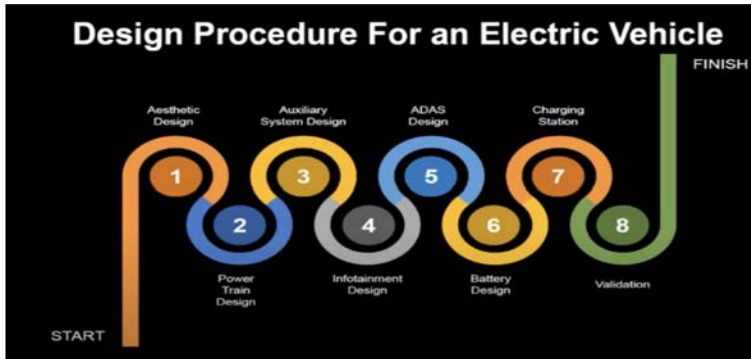 Design Procedure For an Electric Vehicle
FINISH
Aesthetic
Design
Auxiliary
System Design
ADAS
Design
Charging
Station
1
3
5
7
2
4
6
8
Power
Train
Design
Infotainment
Design
Battery
Design
Validation
START